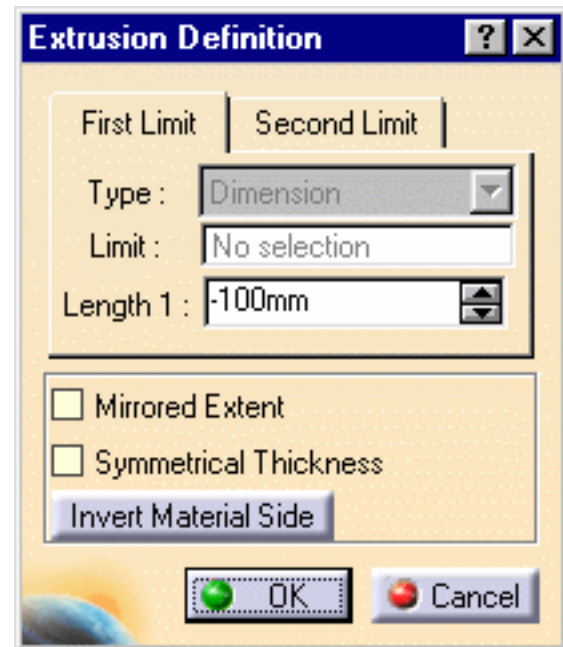 Extrusion Definition ? ×
First Limit Second Limit
Type : Dimension
Limit : No selection
Length 1 : -100mm
Mirrored Extent
Symmetrical Thickness
Invert Material Side
OK Cancel